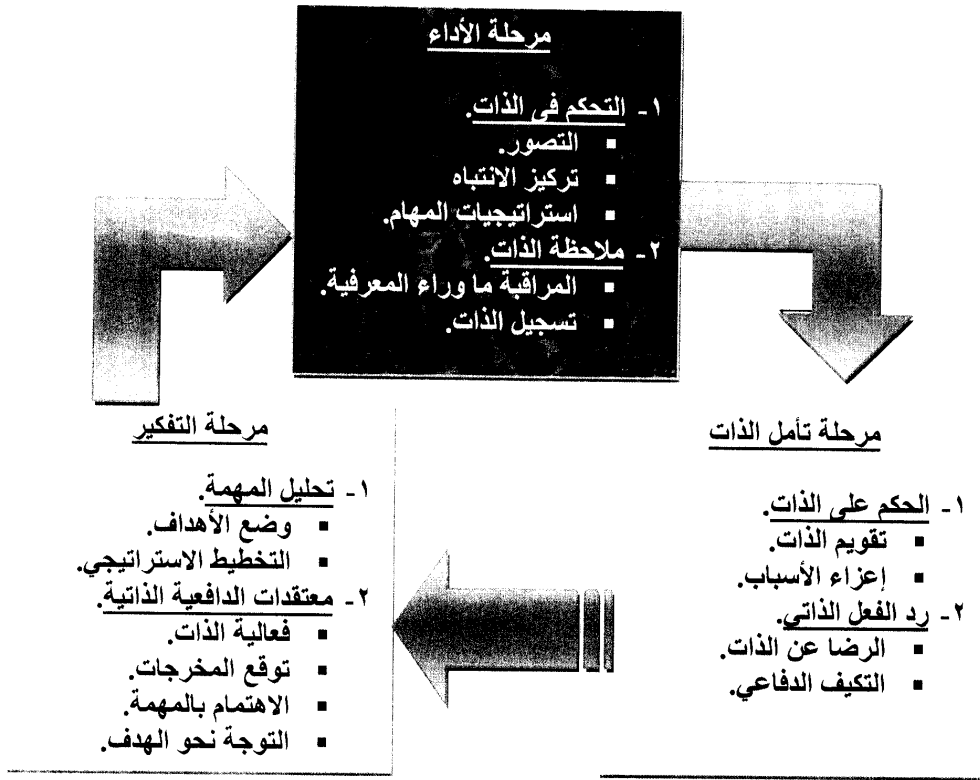 مرحلة الأداء
١- التحكم فى الذات.
▪ التصور.
▪ تركيز الانتباه
▪ استراتيجيات المهام.
٢- ملاحظة الذات.
▪ المراقبة ما وراء المعرفية.
▪ تسجيل الذات.
مرحلة تأمل الذات
١- الحكم على الذات.
▪ تقويم الذات.
▪ إعزاء الأسباب.
٢- رد الفعل الذاتي.
▪ الرضا عن الذات.
▪ التكيف الدفاعي.
مرحلة التفكير
١- تحليل المهمة.
▪ وضع الأهداف.
▪ التخطيط الاستراتيجي.
٢- معتقدات الدافعية الذاتية.
▪ فعالية الذات.
▪ توقع المخرجات.
▪ الاهتمام بالمهمة.
▪ التوجة نحو الهدف.